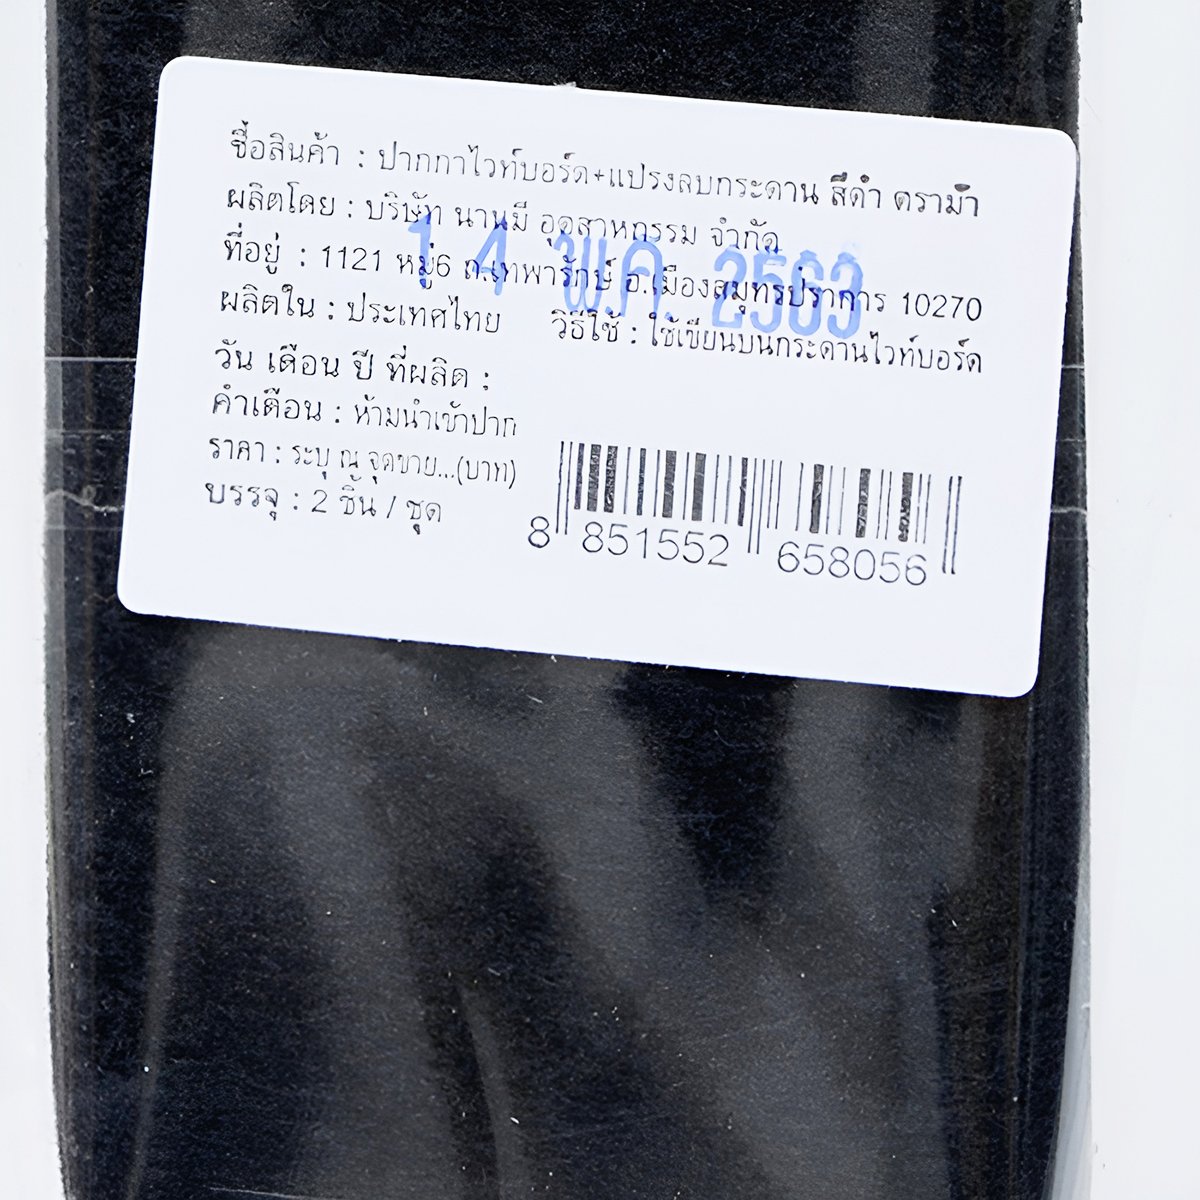 ชื่อสินค้า : ปากกาไวท์บอร์ด+แปรงลบกระดาน สีดำ ตราม้า
ผลิตโดย : บริษัท นานมี อุตสาหกรรม จำกัด
14 พ.ค. 2563
ที่อยู่ : 1121 หมู่6 ถ.เทพารักษ์ อ.เมืองสมุทรปราการ 10270
ผลิตใน : ประเทศไทย วิธีใช้ : ใช้เขียนบนกระดานไวท์บอร์ด
วัน เดือน ปี ที่ผลิต :
คำเตือน : ห้ามนำเข้าปาก
ราคา : ระบุ ณ จุดขาย...(บาท)
บรรจุ : 2 ชิ้น / ชุด
8 851552 658056